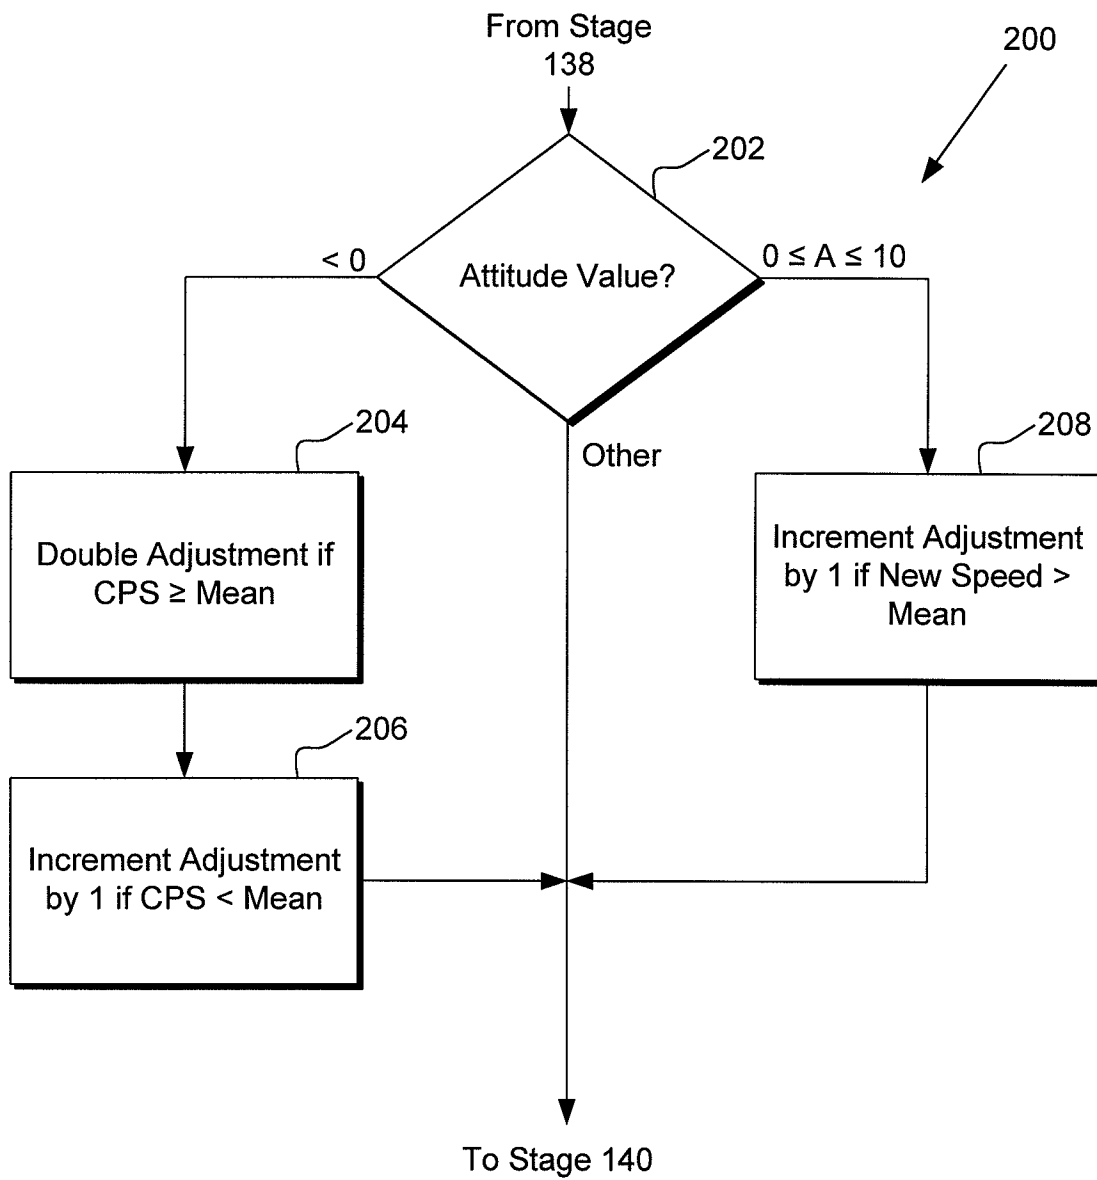 From Stage
138
200
202
< 0
Attitude Value?
0 ≤ A ≤ 10
204
Other
208
Double Adjustment if
CPS ≥ Mean
Increment Adjustment
by 1 if New Speed >
Mean
206
Increment Adjustment
by 1 if CPS < Mean
To Stage 140